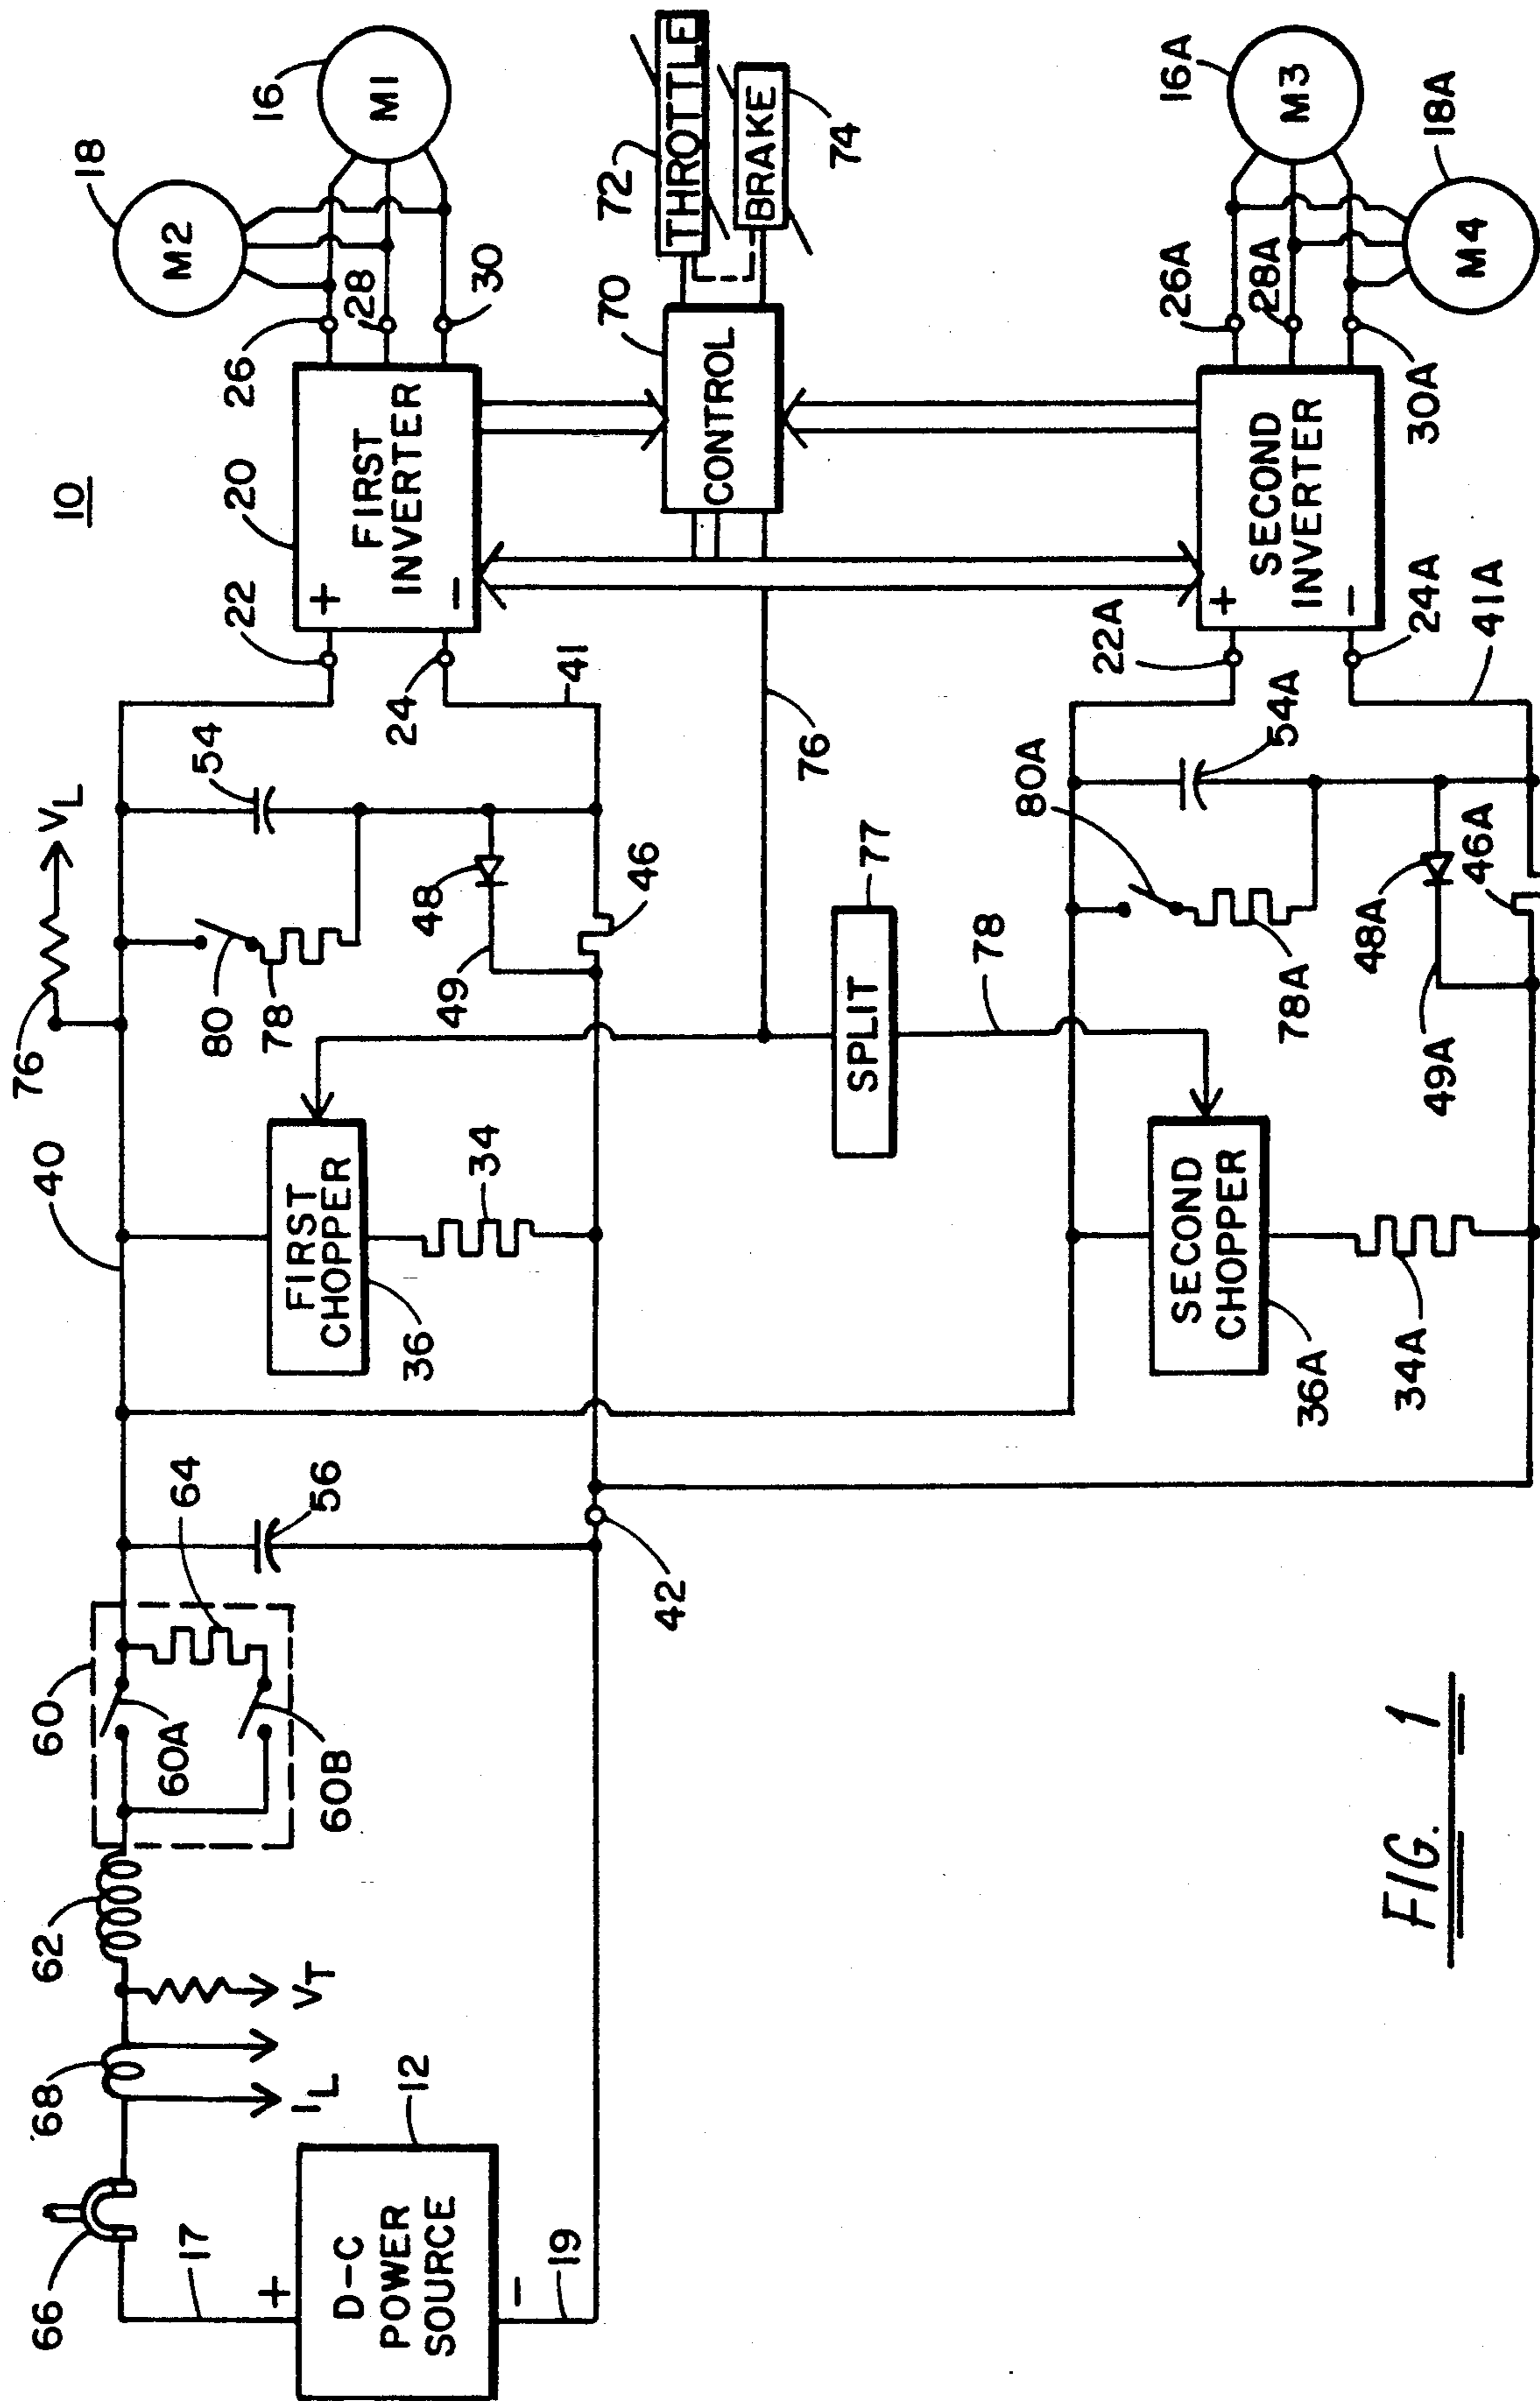 10
76
V_L
40
60
60A
60B
64
56
62
68
66
I_L
V_T
17
D-C
POWER
SOURCE
+
−
12
19
42
FIRST
CHOPPER
36
34
80
78
54
48
49
46
22
24
41
+
−
FIRST
INVERTER
20
26
28
30
18
M2
16
M1
CONTROL
70
72
THROTTLE
BRAKE
74
76
SPLIT
77
78
SECOND
CHOPPER
36A
34A
80A
78A
54A
48A
49A
46A
22A
24A
41A
+
−
SECOND
INVERTER
26A
28A
30A
16A
M3
18A
M4
FIG. 1